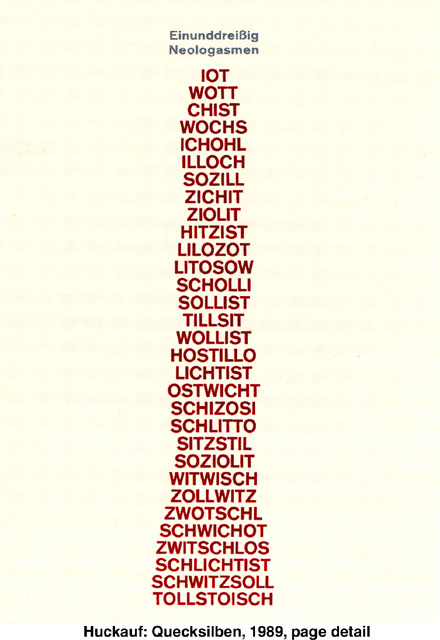 Einunddreißig
Neologasmen
IOT
WOTT
CHIST
WOCHS
ICHOHL
ILLOCH
SOZILL
ZICHIT
ZIOLIT
HITZIST
LILOZOT
LITOSOW
SCHOLLI
SOLLIST
TILLSIT
WOLLIST
HOSTILLO
LICHTIST
OSTWICHT
SCHIZOSI
SCHLITTO
SITZSTIL
SOZIOLIT
WITWISCH
ZOLLWITZ
ZWOTSCHL
SCHWICHOT
ZWITSCHLOS
SCHLICHTIST
SCHWITZSOLL
TOLLSTOISCH
Huckauf: Quecksilben, 1989, page detail